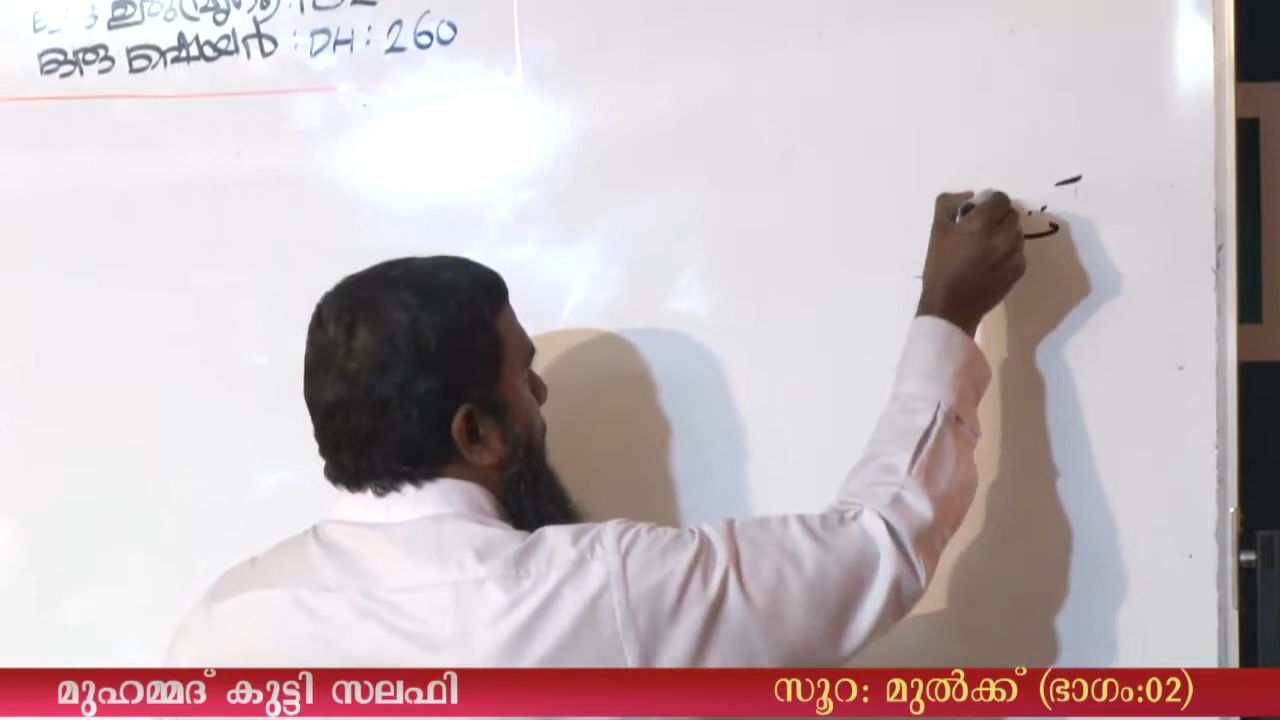 ഒരു ഷെയർ : DH : 260
മുഹമ്മദ് കുട്ടി സലഫി
സൂറ: മുൽക്ക് (ഭാഗം:02)